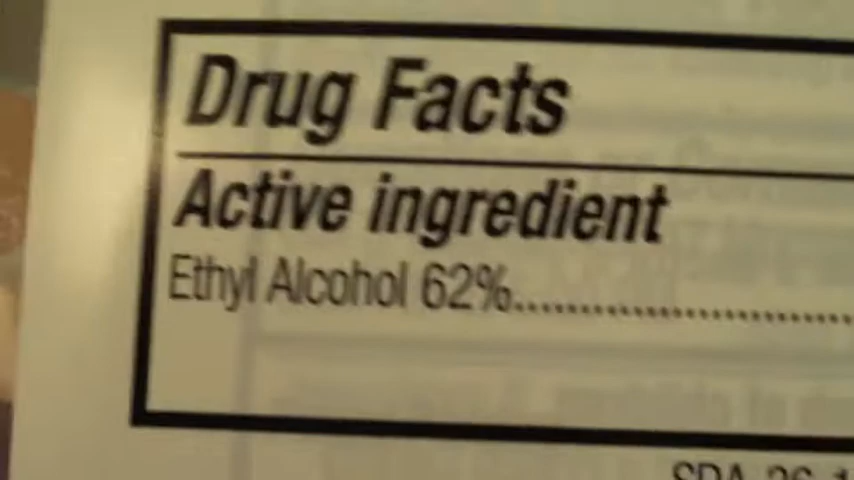 Drug Facts
Active ingredient
Ethyl Alcohol 62%..............................